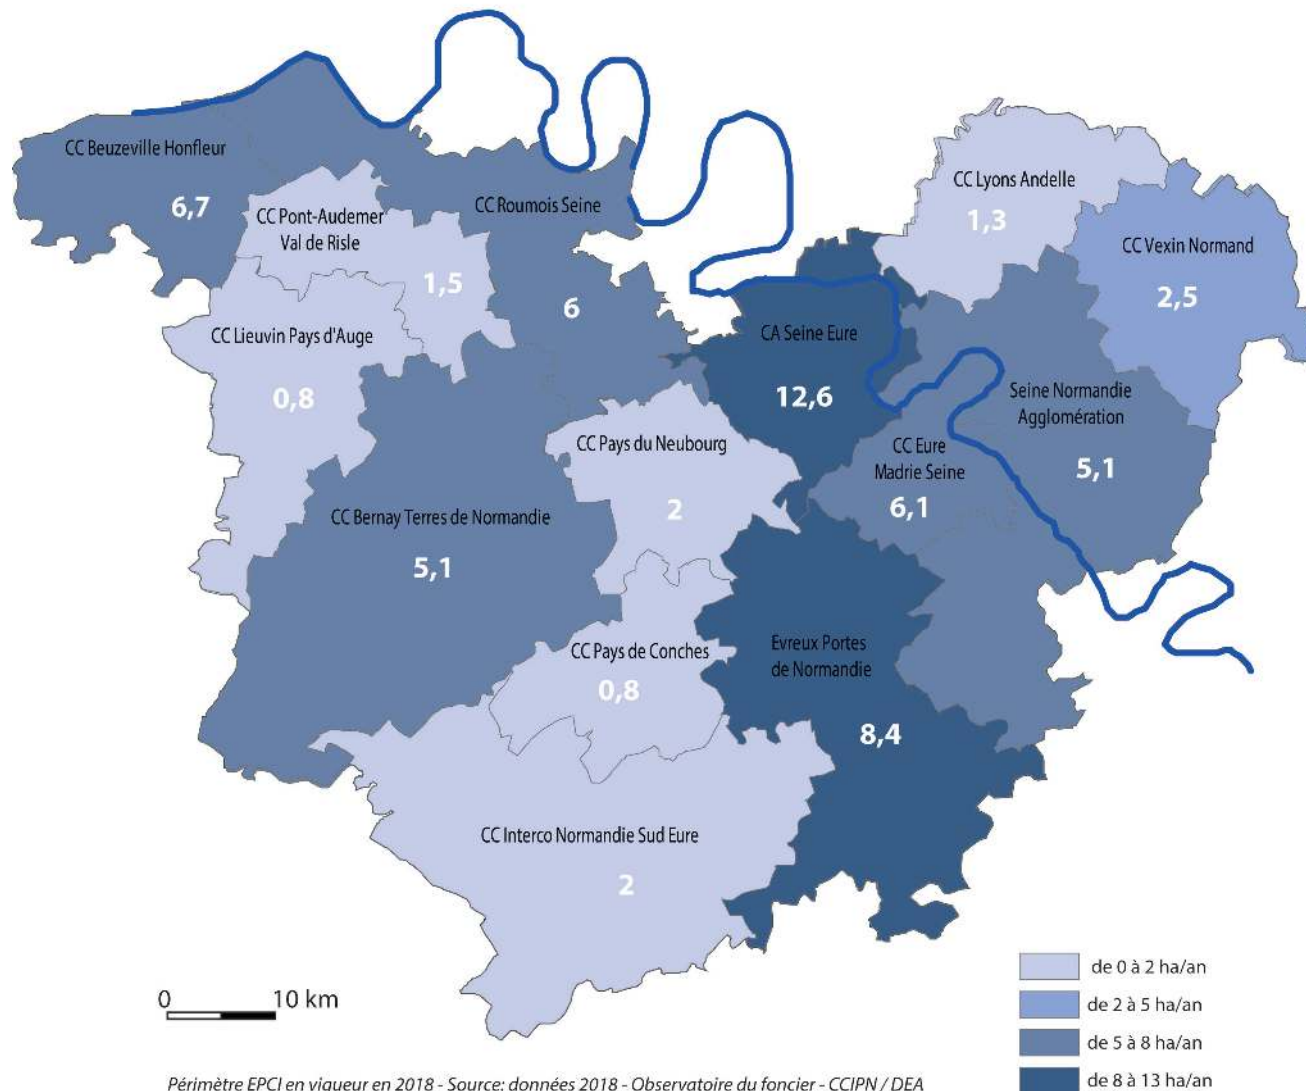 CC Beuzeville Honfleur
6,7
CC Pont-Audemer
Val de Risle
1,5
CC Roumois Seine
6
CC Lieuvin Pays d'Auge
0,8
CC Lyons Andelle
1,3
CC Vexin Normand
2,5
CA Seine Eure
12,6
Seine Normandie
Agglomération
5,1
CC Eure
Madrie Seine
6,1
CC Pays du Neubourg
2
CC Bernay Terres de Normandie
5,1
CC Pays de Conches
0,8
Evreux Portes
de Normandie
8,4
CC Interco Normandie Sud Eure
2
0 10 km
de 0 à 2 ha/an
de 2 à 5 ha/an
de 5 à 8 ha/an
de 8 à 13 ha/an
Périmètre EPCI en vigueur en 2018 - Source: données 2018 - Observatoire du foncier - CCIPN / DEA